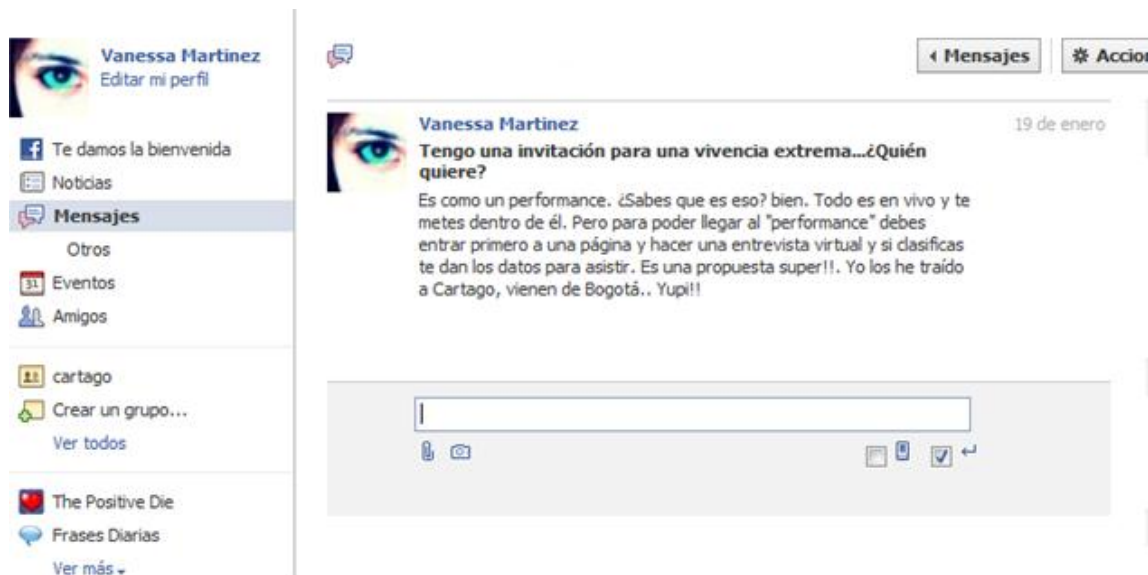 Vanessa Martinez
Editar mi perfil
Te damos la bienvenida
Noticias
Mensajes
Otros
31 Eventos
Amigos
cartago
Crear un grupo...
Ver todos
The Positive Die
Frases Diarias
Ver más
Mensajes
Vanessa Martinez
19 de enero
Tengo una invitación para una vivencia extrema...¿Quién
quiere?
Es como un performance. ¿Sabes que es eso? bien. Todo es en vivo y te
metes dentro de él. Pero para poder llegar al "performance" debes
entrar primero a una página y hacer una entrevista virtual y si clasificas
te dan los datos para asistir. Es una propuesta super!!. Yo los he traído
a Cartago, vienen de Bogotá.. Yupi!!